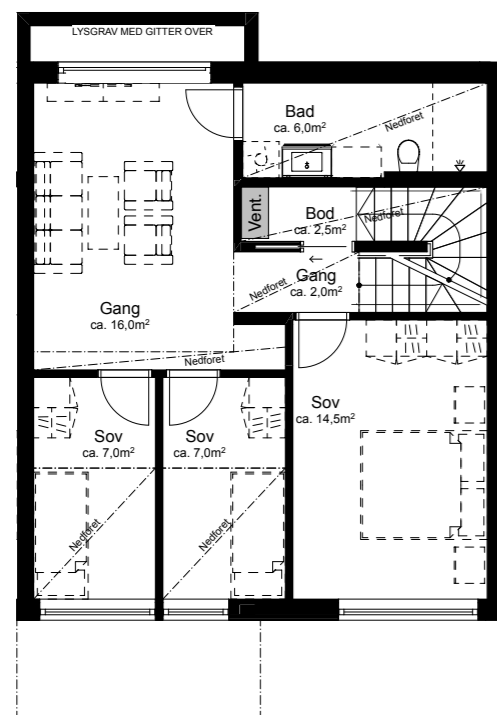 LYSGRAV MED GITTER OVER
Bad
ca. 6,0m²
Nedforet
Vent.
Bod
ca. 2,5m²
Nedforet
Gang
ca. 2,0m²
Nedforet
Gang
ca. 16,0m²
Nedforet
Sov
ca. 7,0m²
Nedforet
Sov
ca. 7,0m²
Nedforet
Sov
ca. 14,5m²